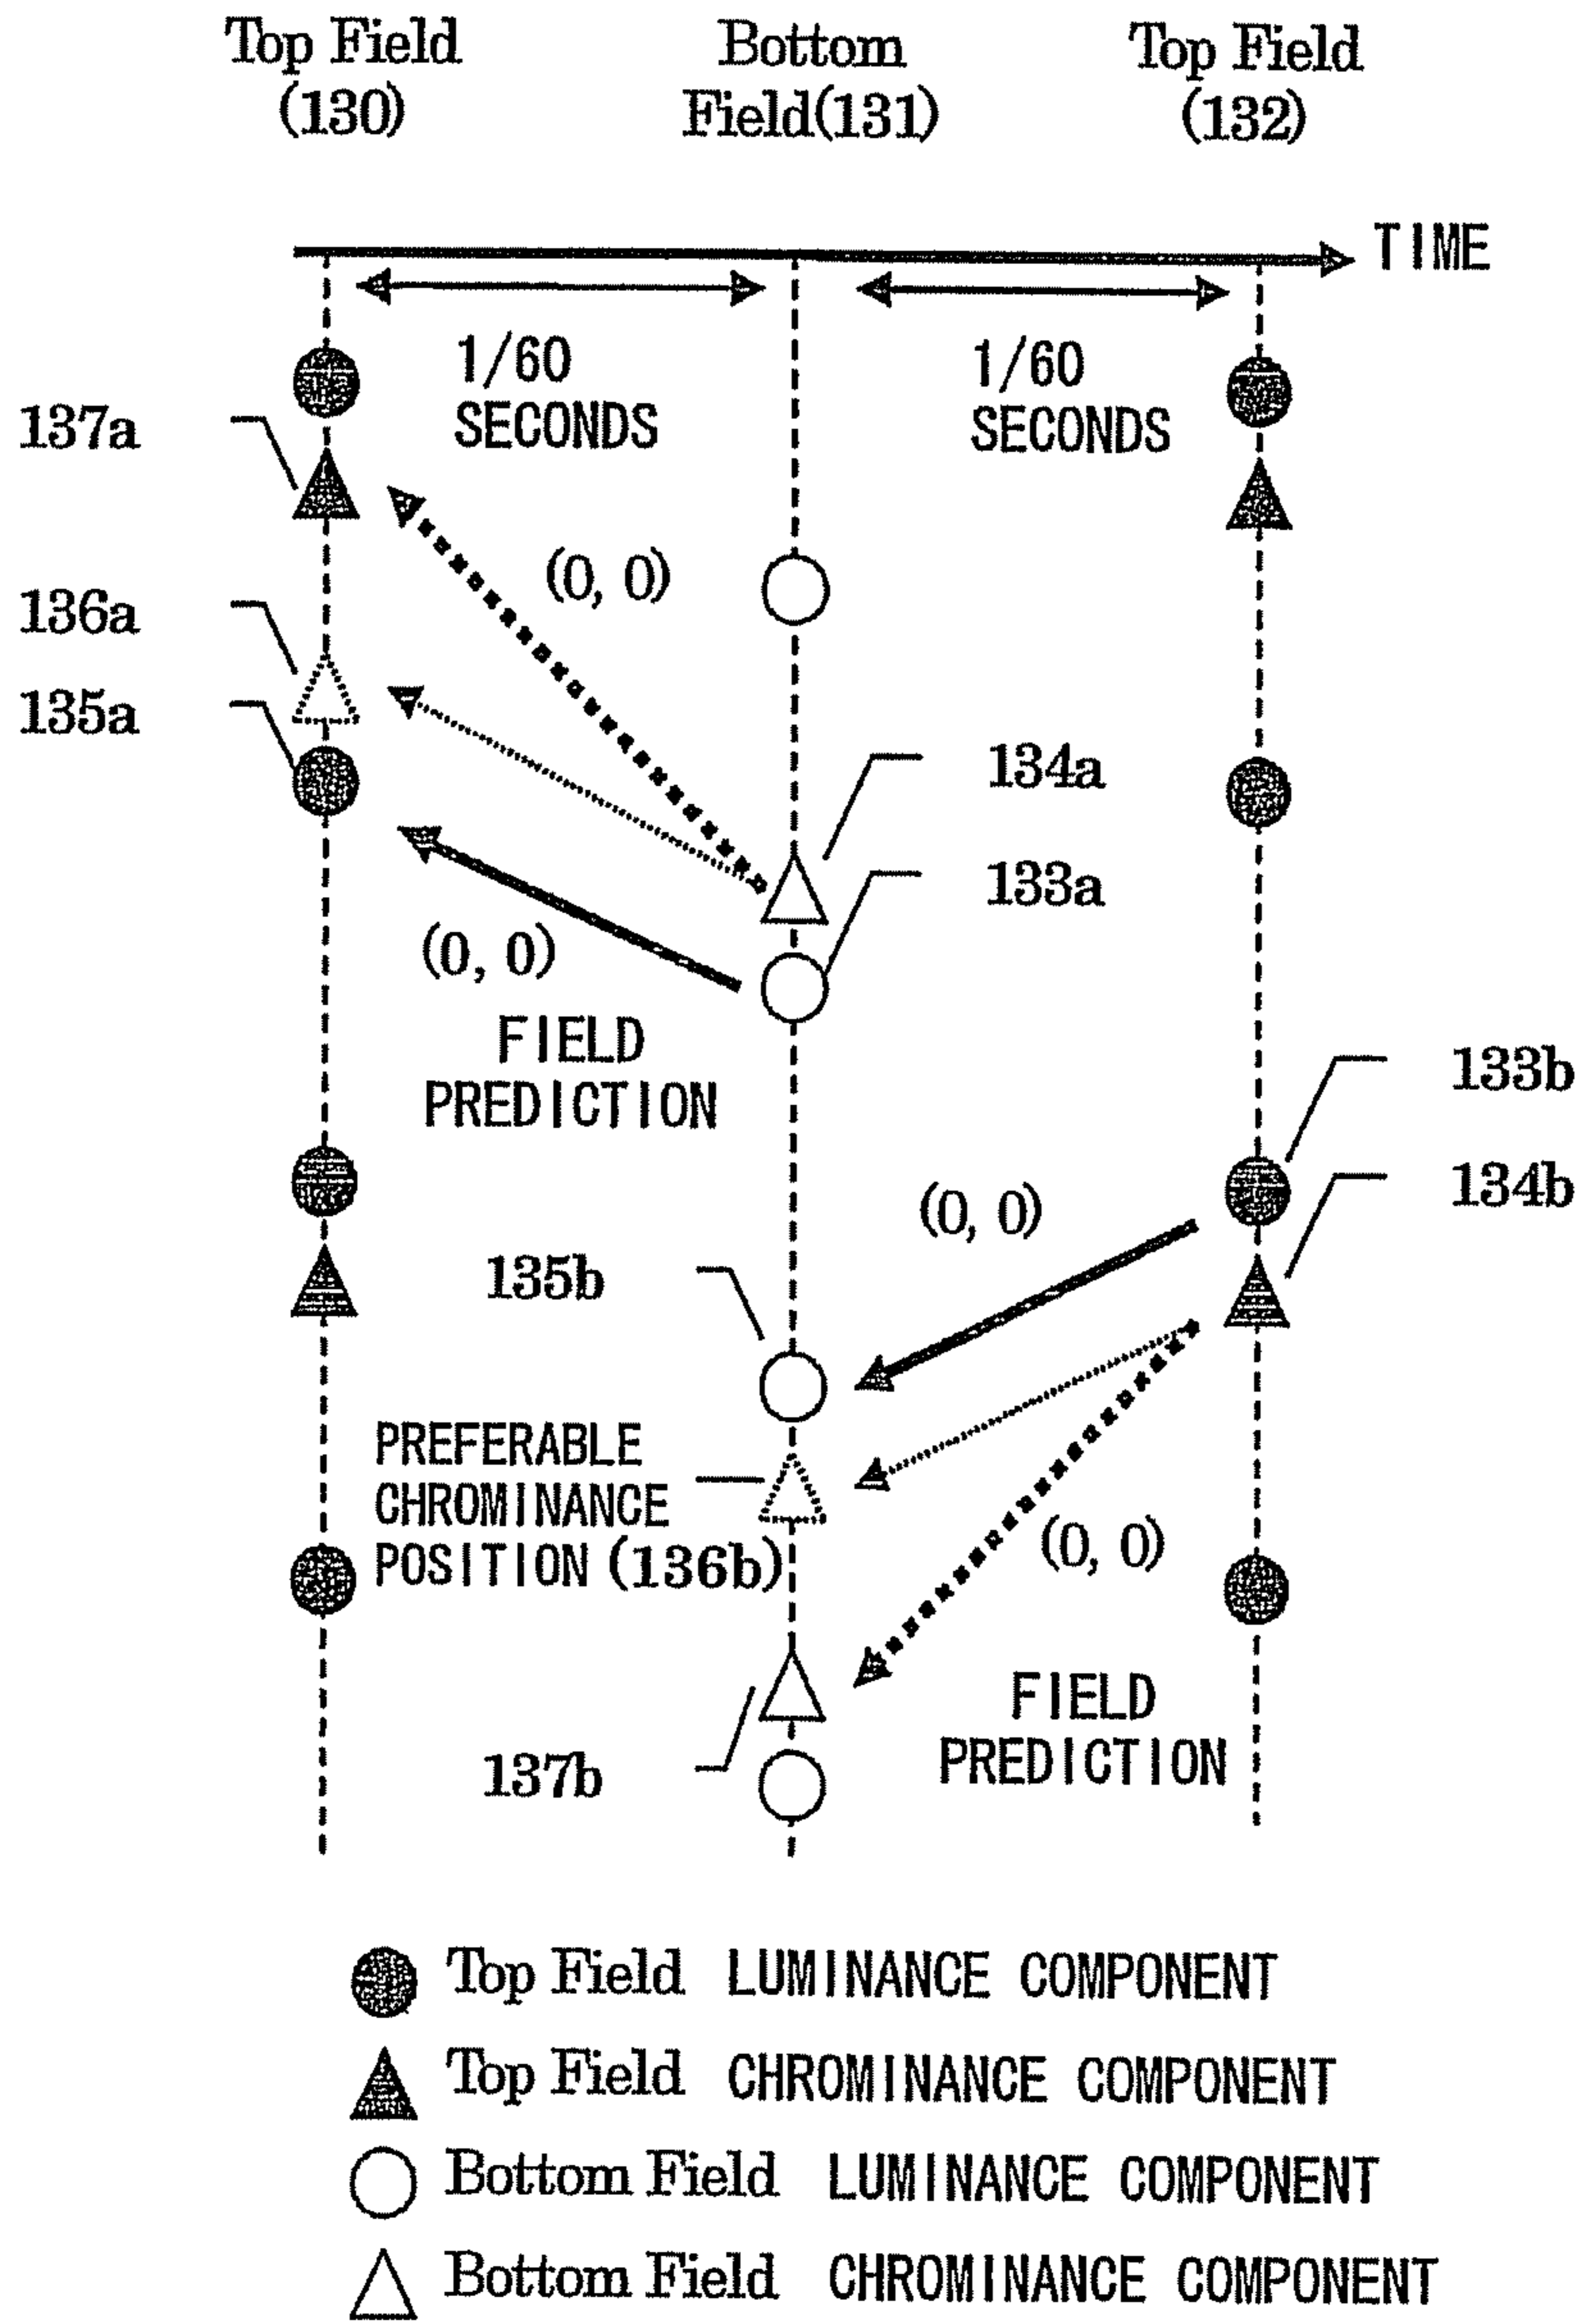 Top Field
(130)
Bottom
Field(131)
Top Field
(132)
TIME
1/60
SECONDS
1/60
SECONDS
137a
(0, 0)
136a
135a
134a
133a
(0, 0)
FIELD
PREDICTION
133b
134b
(0, 0)
135b
PREFERABLE
CHROMINANCE
POSITION (136b)
(0, 0)
FIELD
PREDICTION
137b
Top Field LUMINANCE COMPONENT
Top Field CHROMINANCE COMPONENT
Bottom Field LUMINANCE COMPONENT
Bottom Field CHROMINANCE COMPONENT